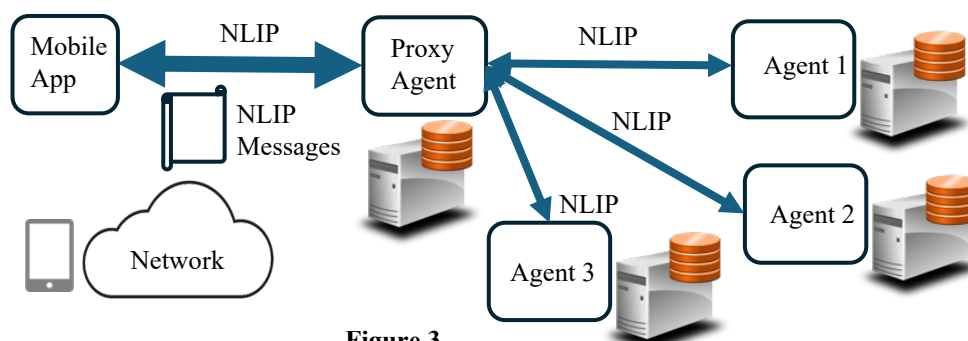 Mobile
App
NLIP
NLIP
Messages
Proxy
Agent
NLIP
Agent 1
NLIP
Agent 2
NLIP
Agent 3
Network
Figure 3